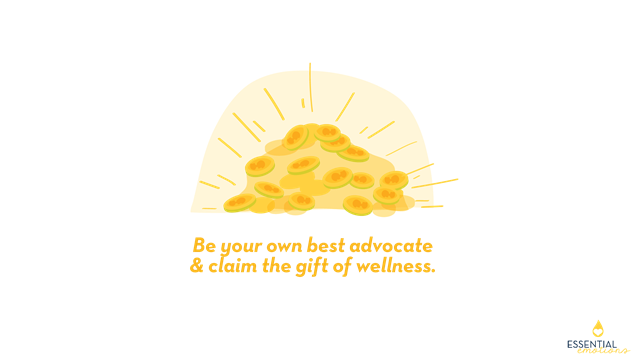 Be your own best advocate
& claim the gift of wellness.
ESSENTIAL
emotions